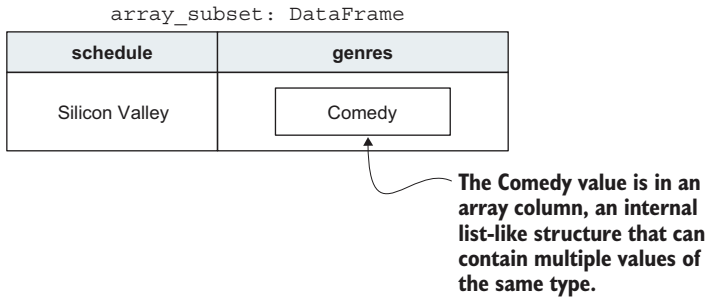 array_subset: DataFrame
schedule genres
Silicon Valley Comedy
The Comedy value is in an
array column, an internal
list-like structure that can
contain multiple values of
the same type.